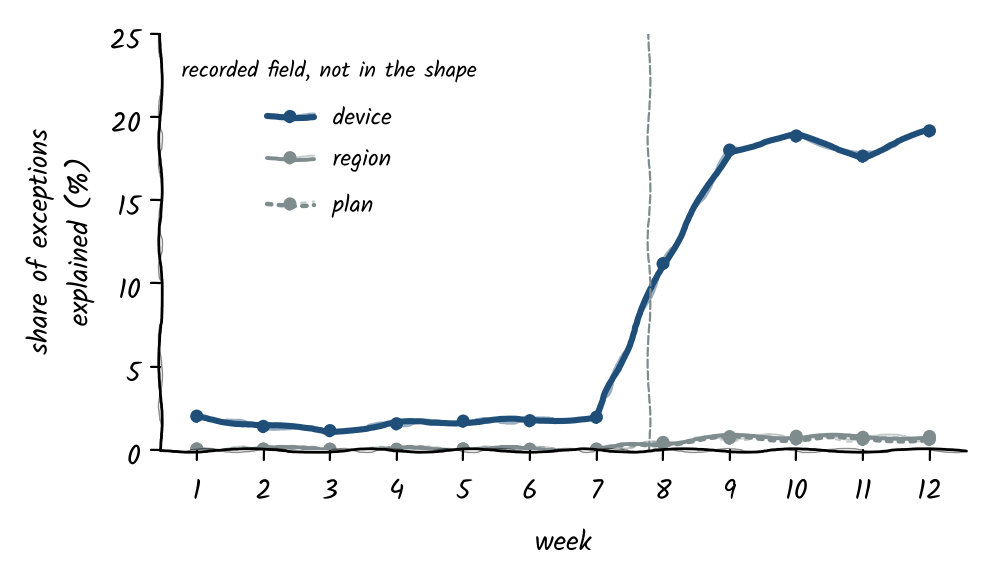 25
20
15
10
5
0
share of exceptions
explained (%)
recorded field, not in the shape
device
region
plan
1 2 3 4 5 6 7 8 9 10 11 12
week